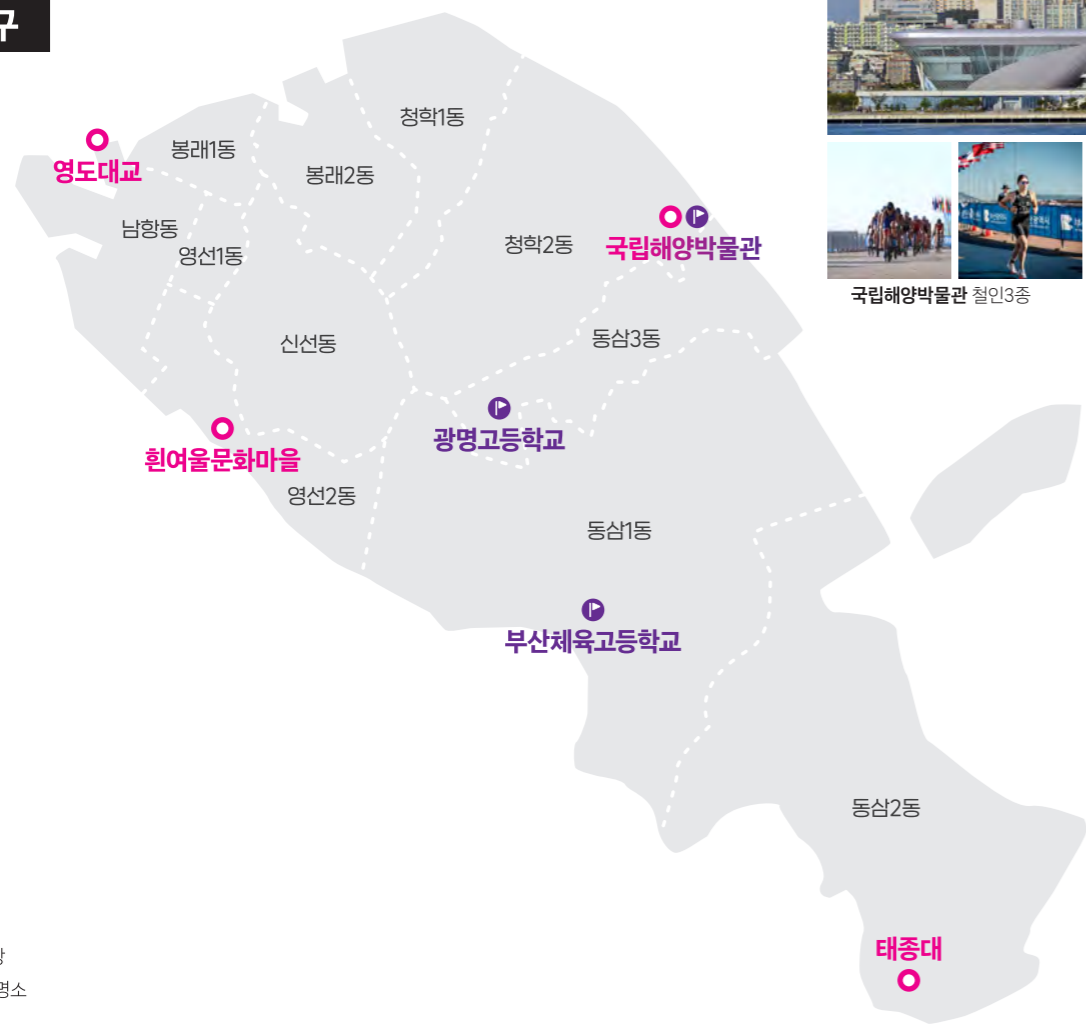 구
청학1동
봉래1동
영도대교
봉래2동
남항동
청학2동
국립해양박물관
영선1동
국립해양박물관 철인3종
신선동
동삼3동
광명고등학교
흰여울문화마을
영선2동
동삼1동
부산체육고등학교
동삼2동
태종대
명소